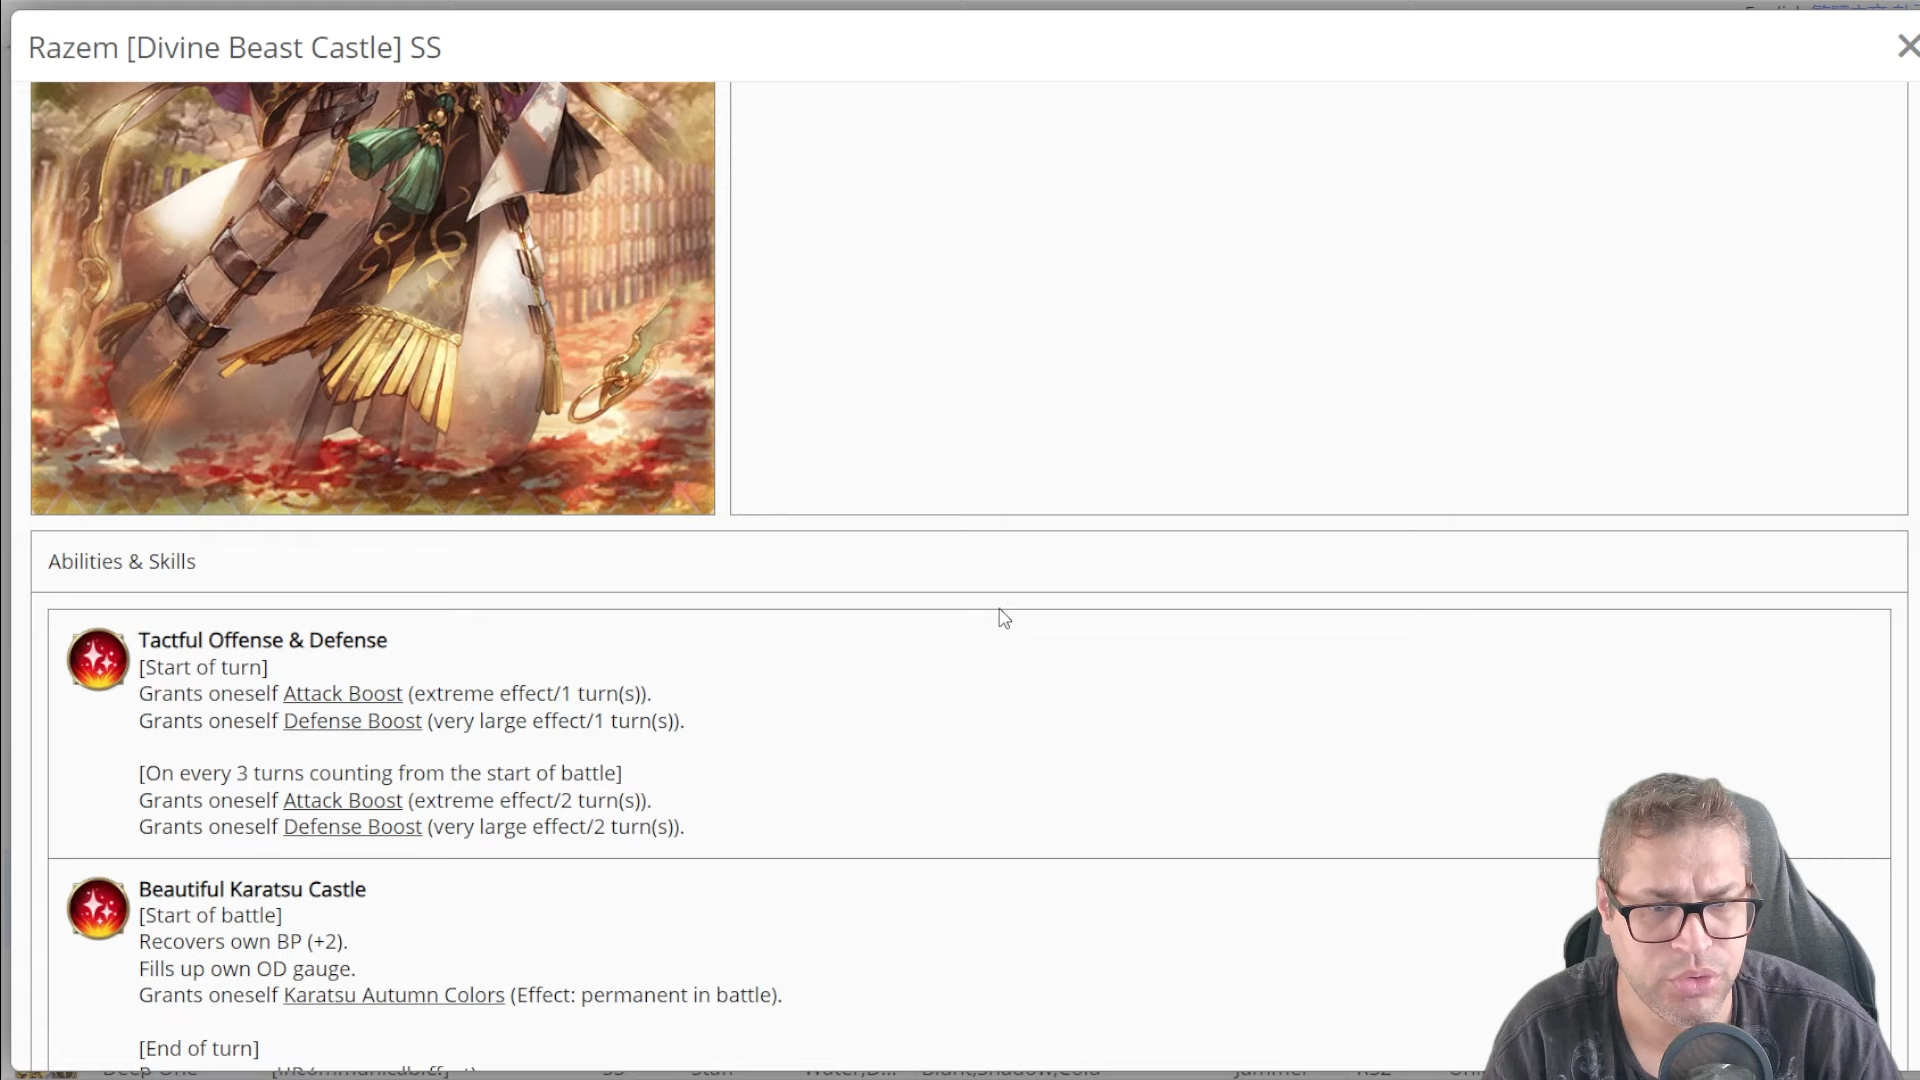 Razem [Divine Beast Castle] SS
Abilities & Skills
Tactful Offense & Defense
[Start of turn]
Grants oneself Attack Boost (extreme effect/1 turn(s)).
Grants oneself Defense Boost (very large effect/1 turn(s)).
[On every 3 turns counting from the start of battle]
Grants oneself Attack Boost (extreme effect/2 turn(s)).
Grants oneself Defense Boost (very large effect/2 turn(s)).
Beautiful Karatsu Castle
[Start of battle]
Recovers own BP (+2).
Fills up own OD gauge.
Grants oneself Karatsu Autumn Colors (Effect: permanent in battle).
[End of turn]